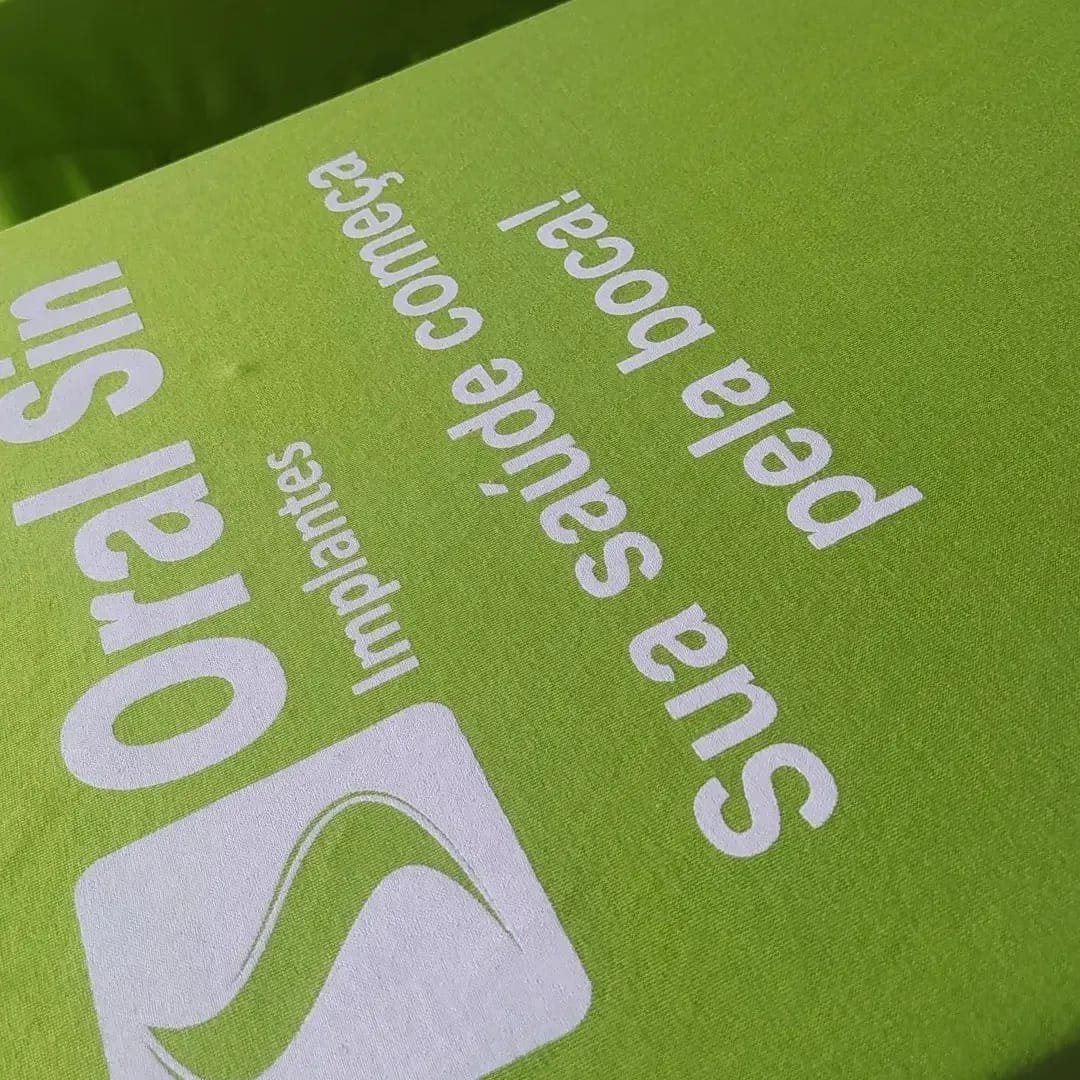 Oral Sin
Implantes
Sua saúde começa
pela boca!